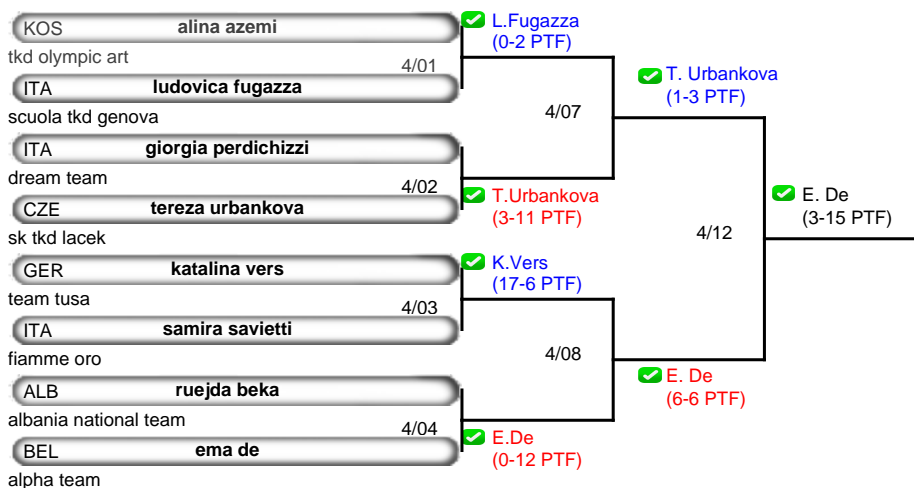 KOS alina azemi
tkd olympic art
4/01
ITA ludovica fugazza
scuola tkd genova
ITA giorgia perdichizzi
dream team
4/02
CZE tereza urbankova
sk tkd lacek
GER katalina vers
team tusa
4/03
ITA samira savietti
fiamme oro
ALB ruejda beka
albania national team
4/04
BEL ema de
alpha team
L.Fugazza
(0-2 PTF)
T.Urbankova
(3-11 PTF)
K.Vers
(17-6 PTF)
E.De
(0-12 PTF)
4/07
4/08
T. Urbankova
(1-3 PTF)
E. De
(6-6 PTF)
4/12
E. De
(3-15 PTF)